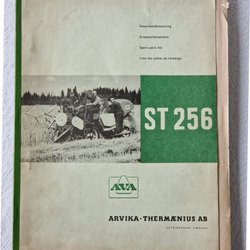 Reservdelsförteckning
Ersatzteilverzeichnis
Spare parts list
Liste des pièces de rechange
ST 256
AVA
ARVIKA-THERMÆNIUS AB